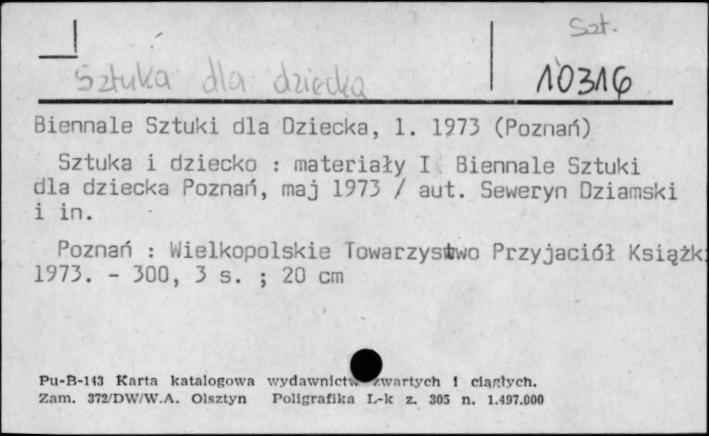 Szt.
Sztuka dla dziecka
10316
Biennale Sztuki dla Dziecka, 1. 1973 (Poznań)
Sztuka i dziecko : materiały I Biennale Sztuki
dla dziecka Poznań, maj 1973 / aut. Seweryn Dziamski
i in.
Poznań : Wielkopolskie Towarzystwo Przyjaciół Książk
1973. - 300, 3 s. ; 20 cm
Pu-B-143 Karta katalogowa wydawnictw zwartych i ciągłych.
Zam. 372/DW/W.A. Olsztyn Poligrafika L-k z. 305 n. 1.497.000